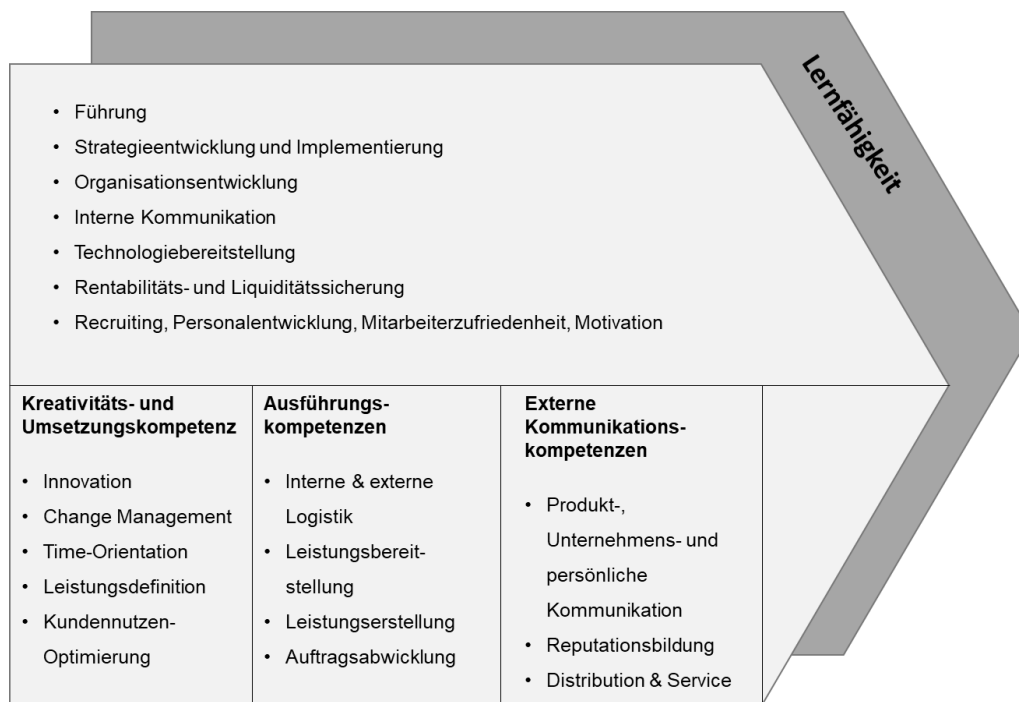 Lernfähigkeit
• Führung
• Strategieentwicklung und Implementierung
• Organisationsentwicklung
• Interne Kommunikation
• Technologiebereitstellung
• Rentabilitäts- und Liquiditätssicherung
• Recruiting, Personalentwicklung, Mitarbeiterzufriedenheit, Motivation
Kreativitäts- und
Umsetzungskompetenz
• Innovation
• Change Management
• Time-Orientation
• Leistungsdefinition
• Kundennutzen-
Optimierung
Ausführungs-
kompetenzen
• Interne & externe
Logistik
• Leistungsbereit-
stellung
• Leistungserstellung
• Auftragsabwicklung
Externe
Kommunikations-
kompetenzen
• Produkt-,
Unternehmens- und
persönliche
Kommunikation
• Reputationsbildung
• Distribution & Service